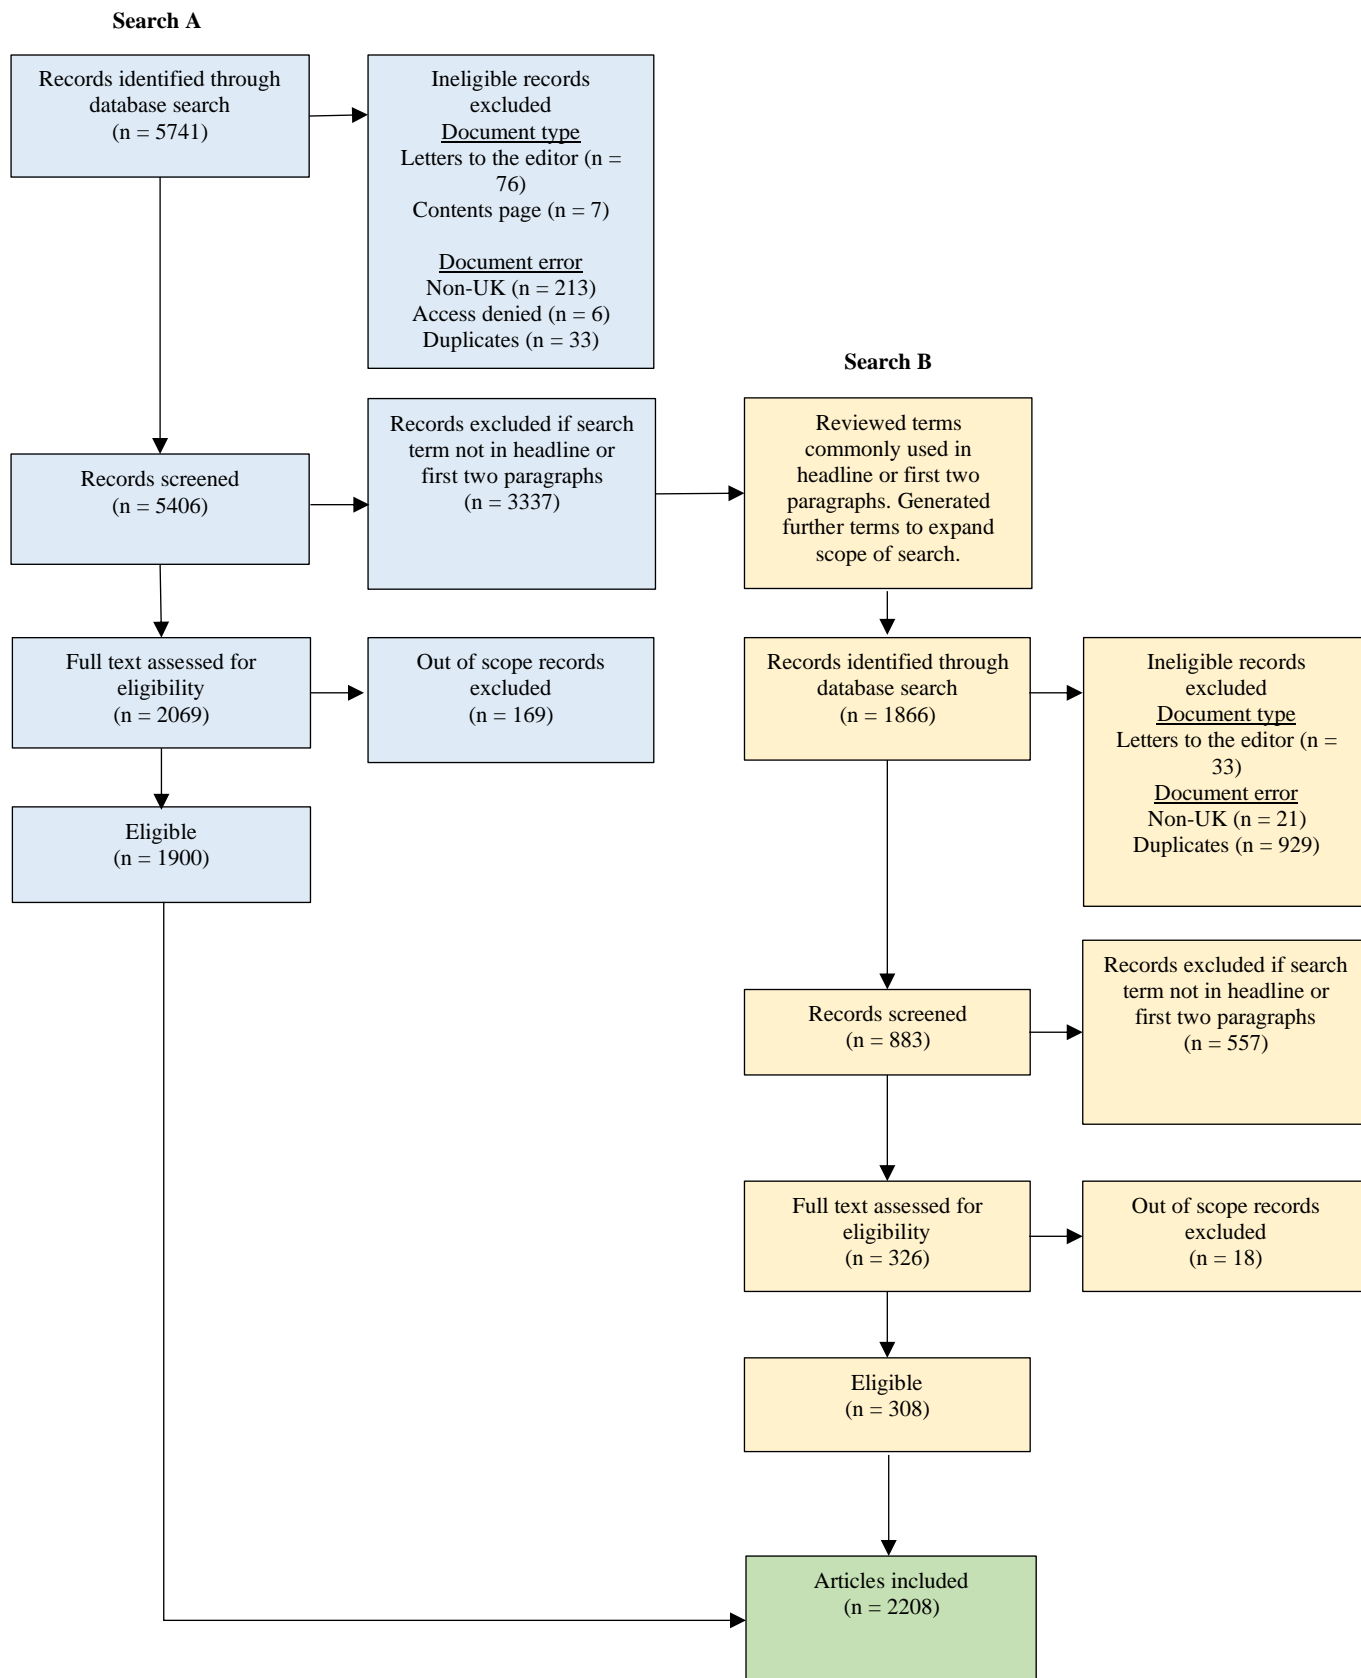 Search A
Records identified through
database search
(n = 5741)
Ineligible records
excluded
Document type
Letters to the editor (n =
76)
Contents page (n = 7)
Document error
Non-UK (n = 213)
Access denied (n = 6)
Duplicates (n = 33)
Records screened
(n = 5406)
Records excluded if search
term not in headline or
first two paragraphs
(n = 3337)
Full text assessed for
eligibility
(n = 2069)
Out of scope records
excluded
(n = 169)
Eligible
(n = 1900)
Search B
Reviewed terms
commonly used in
headline or first two
paragraphs. Generated
further terms to expand
scope of search.
Records identified through
database search
(n = 1866)
Ineligible records
excluded
Document type
Letters to the editor (n =
33)
Document error
Non-UK (n = 21)
Duplicates (n = 929)
Records screened
(n = 883)
Records excluded if search
term not in headline or
first two paragraphs
(n = 557)
Full text assessed for
eligibility
(n = 326)
Out of scope records
excluded
(n = 18)
Eligible
(n = 308)
Articles included
(n = 2208)